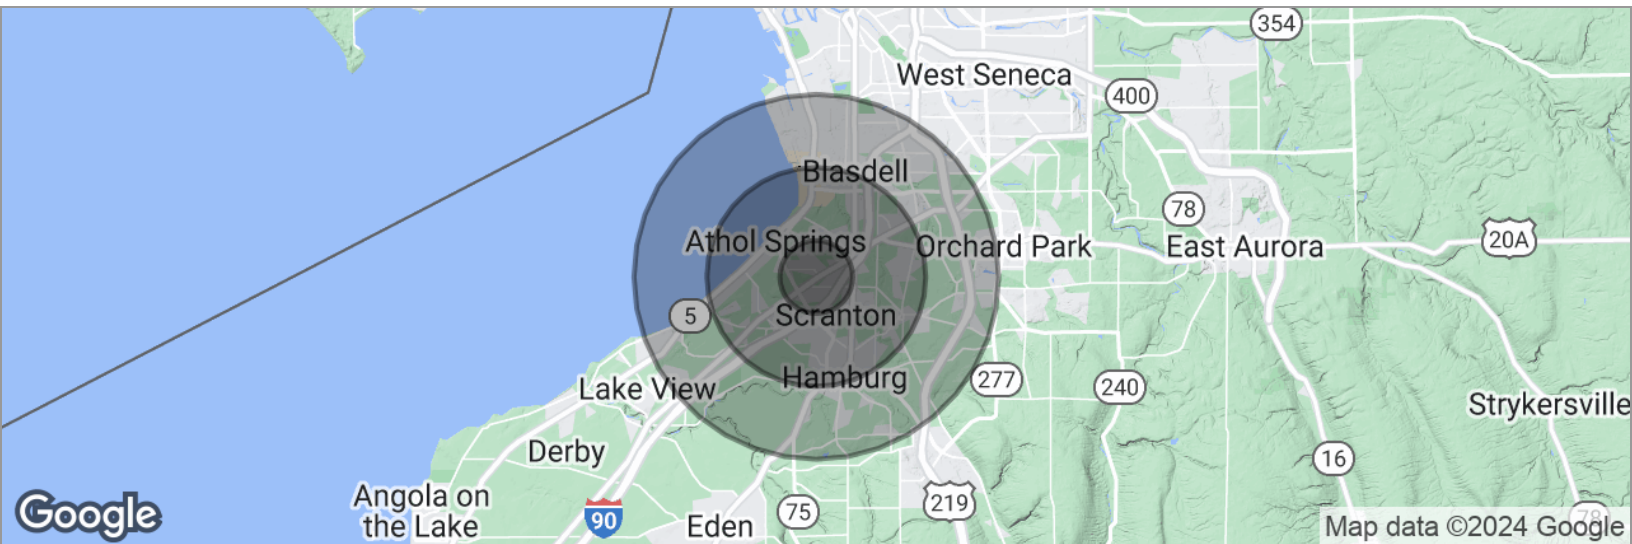 354
West Seneca
400
Blasdell
78
Athol Springs
Orchard Park
East Aurora
20A
5
Scranton
Hamburg
277
240
Lake View
Strykersville
Derby
16
Angola on
the Lake
219
90
75
Eden
78
Google
Map data ©2024 Google